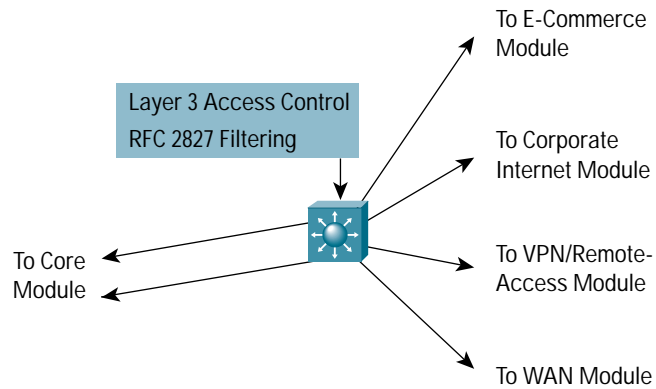 To E-Commerce
Module
Layer 3 Access Control
RFC 2827 Filtering
To Corporate
Internet Module
To Core
Module
To VPN/Remote-
Access Module
To WAN Module